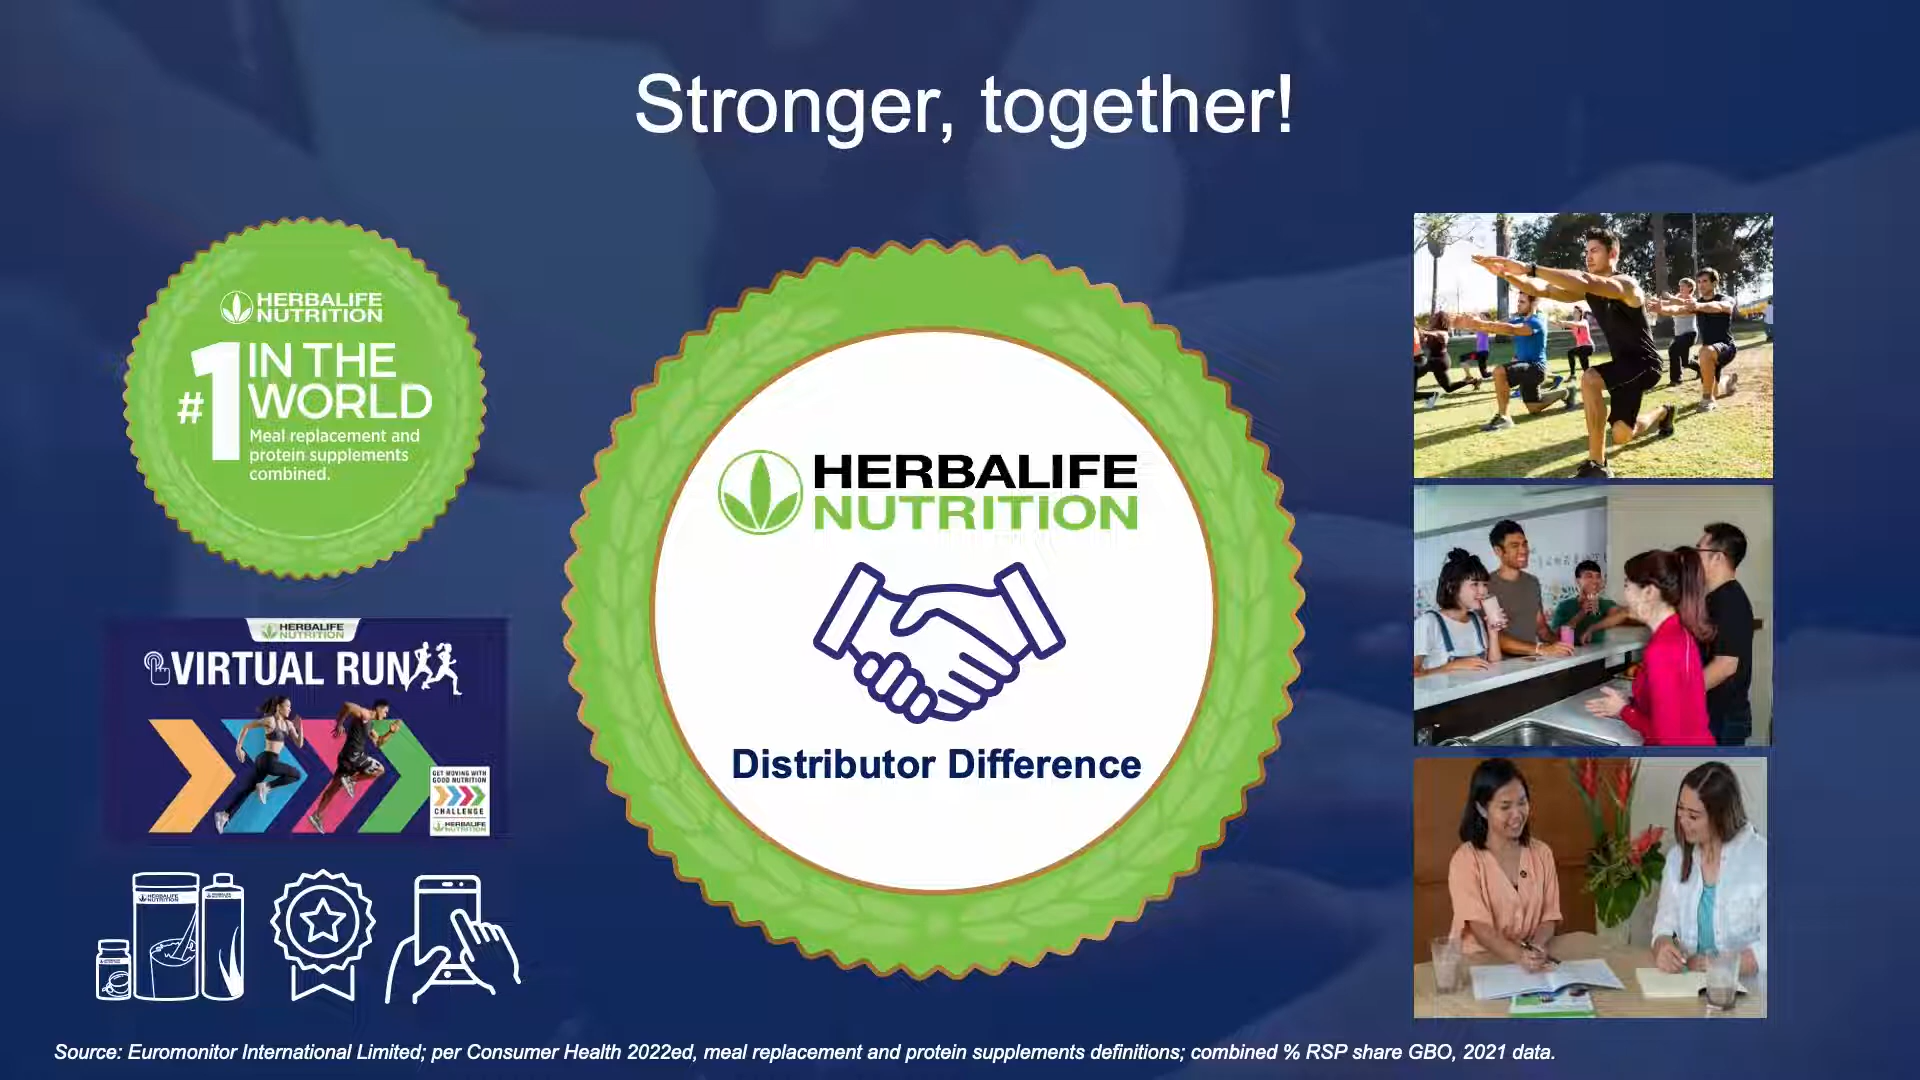 Stronger, together!
HERBALIFE
NUTRITION
#1 IN THE
WORLD
Meal replacement and
protein supplements
combined.
HERBALIFE
NUTRITION
VIRTUAL RUN
GET MOVING WITH
GOOD NUTRITION
CHALLENGE
HERBALIFE
NUTRITION
HERBALIFE
NUTRITION
HERBALIFE
NUTRITION
Distributor Difference
Source: Euromonitor International Limited; per Consumer Health 2022ed, meal replacement and protein supplements definitions; combined % RSP share GBO, 2021 data.